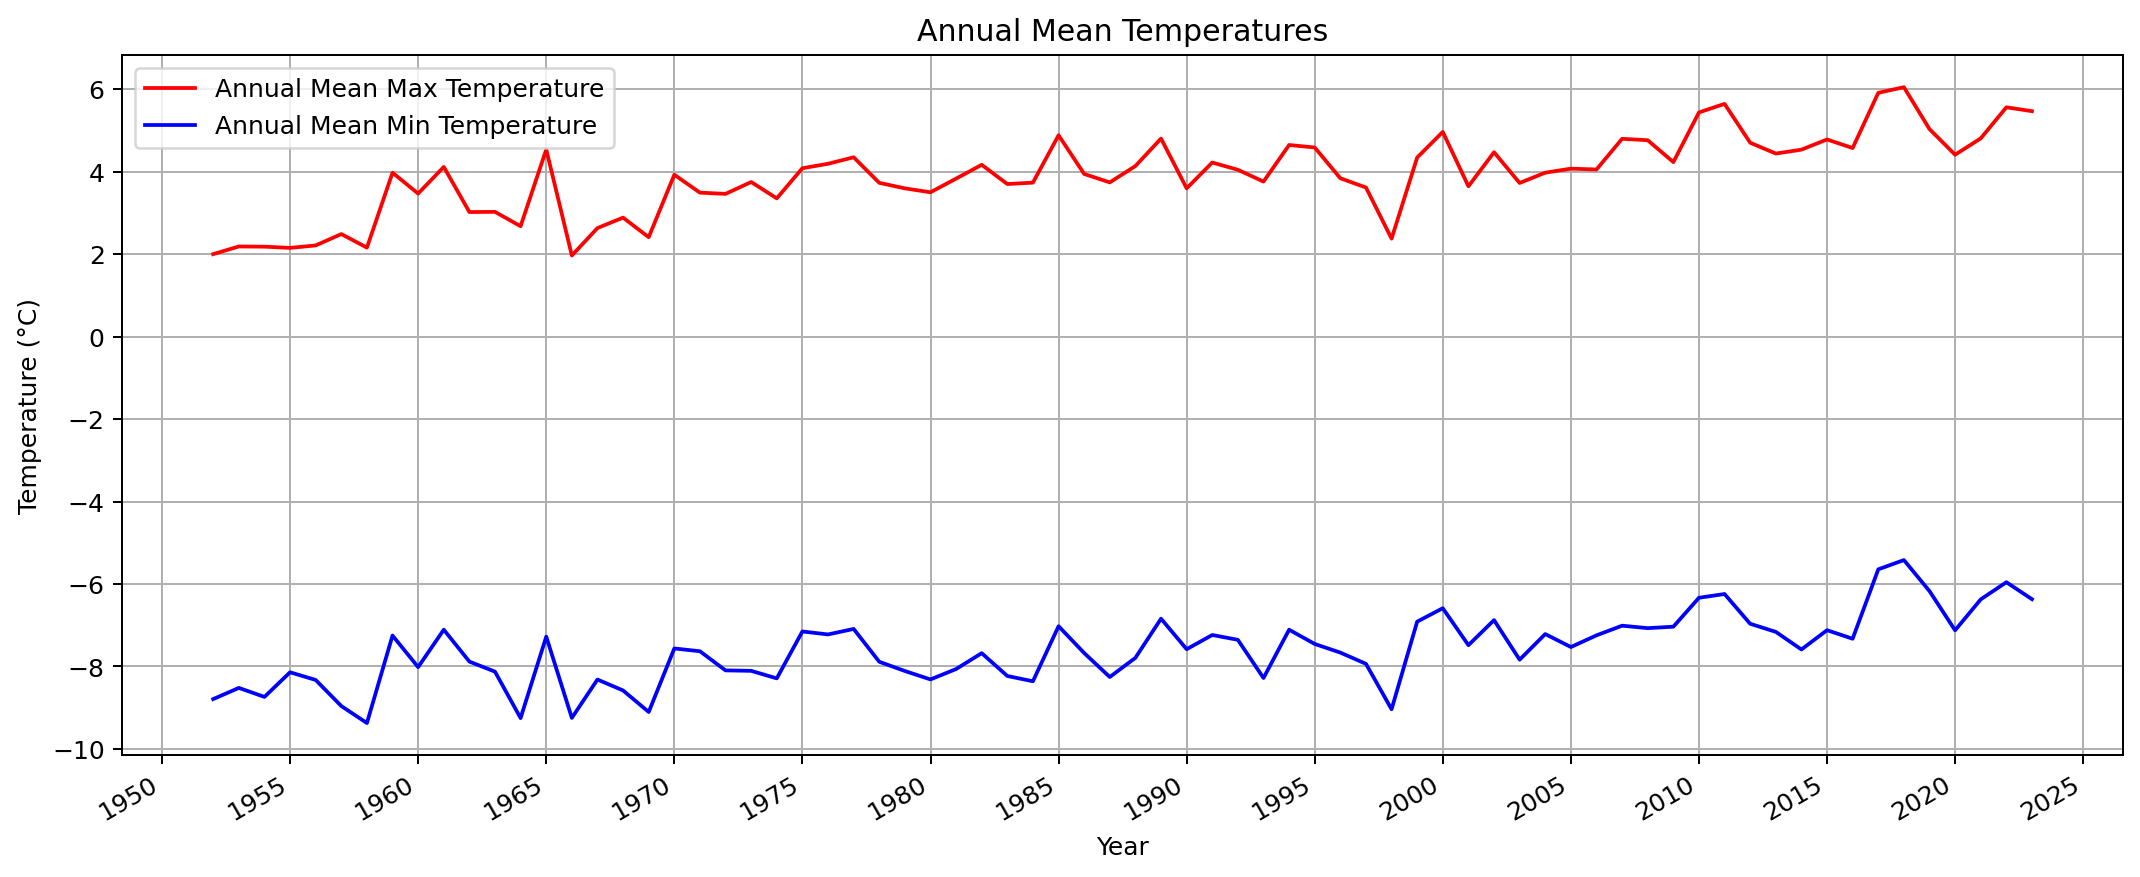 Annual Mean Temperatures
Annual Mean Max Temperature
Annual Mean Min Temperature
Temperature (°C)
6
4
2
0
−2
−4
−6
−8
−10
1950 1955 1960 1965 1970 1975 1980 1985 1990 1995 2000 2005 2010 2015 2020 2025
Year